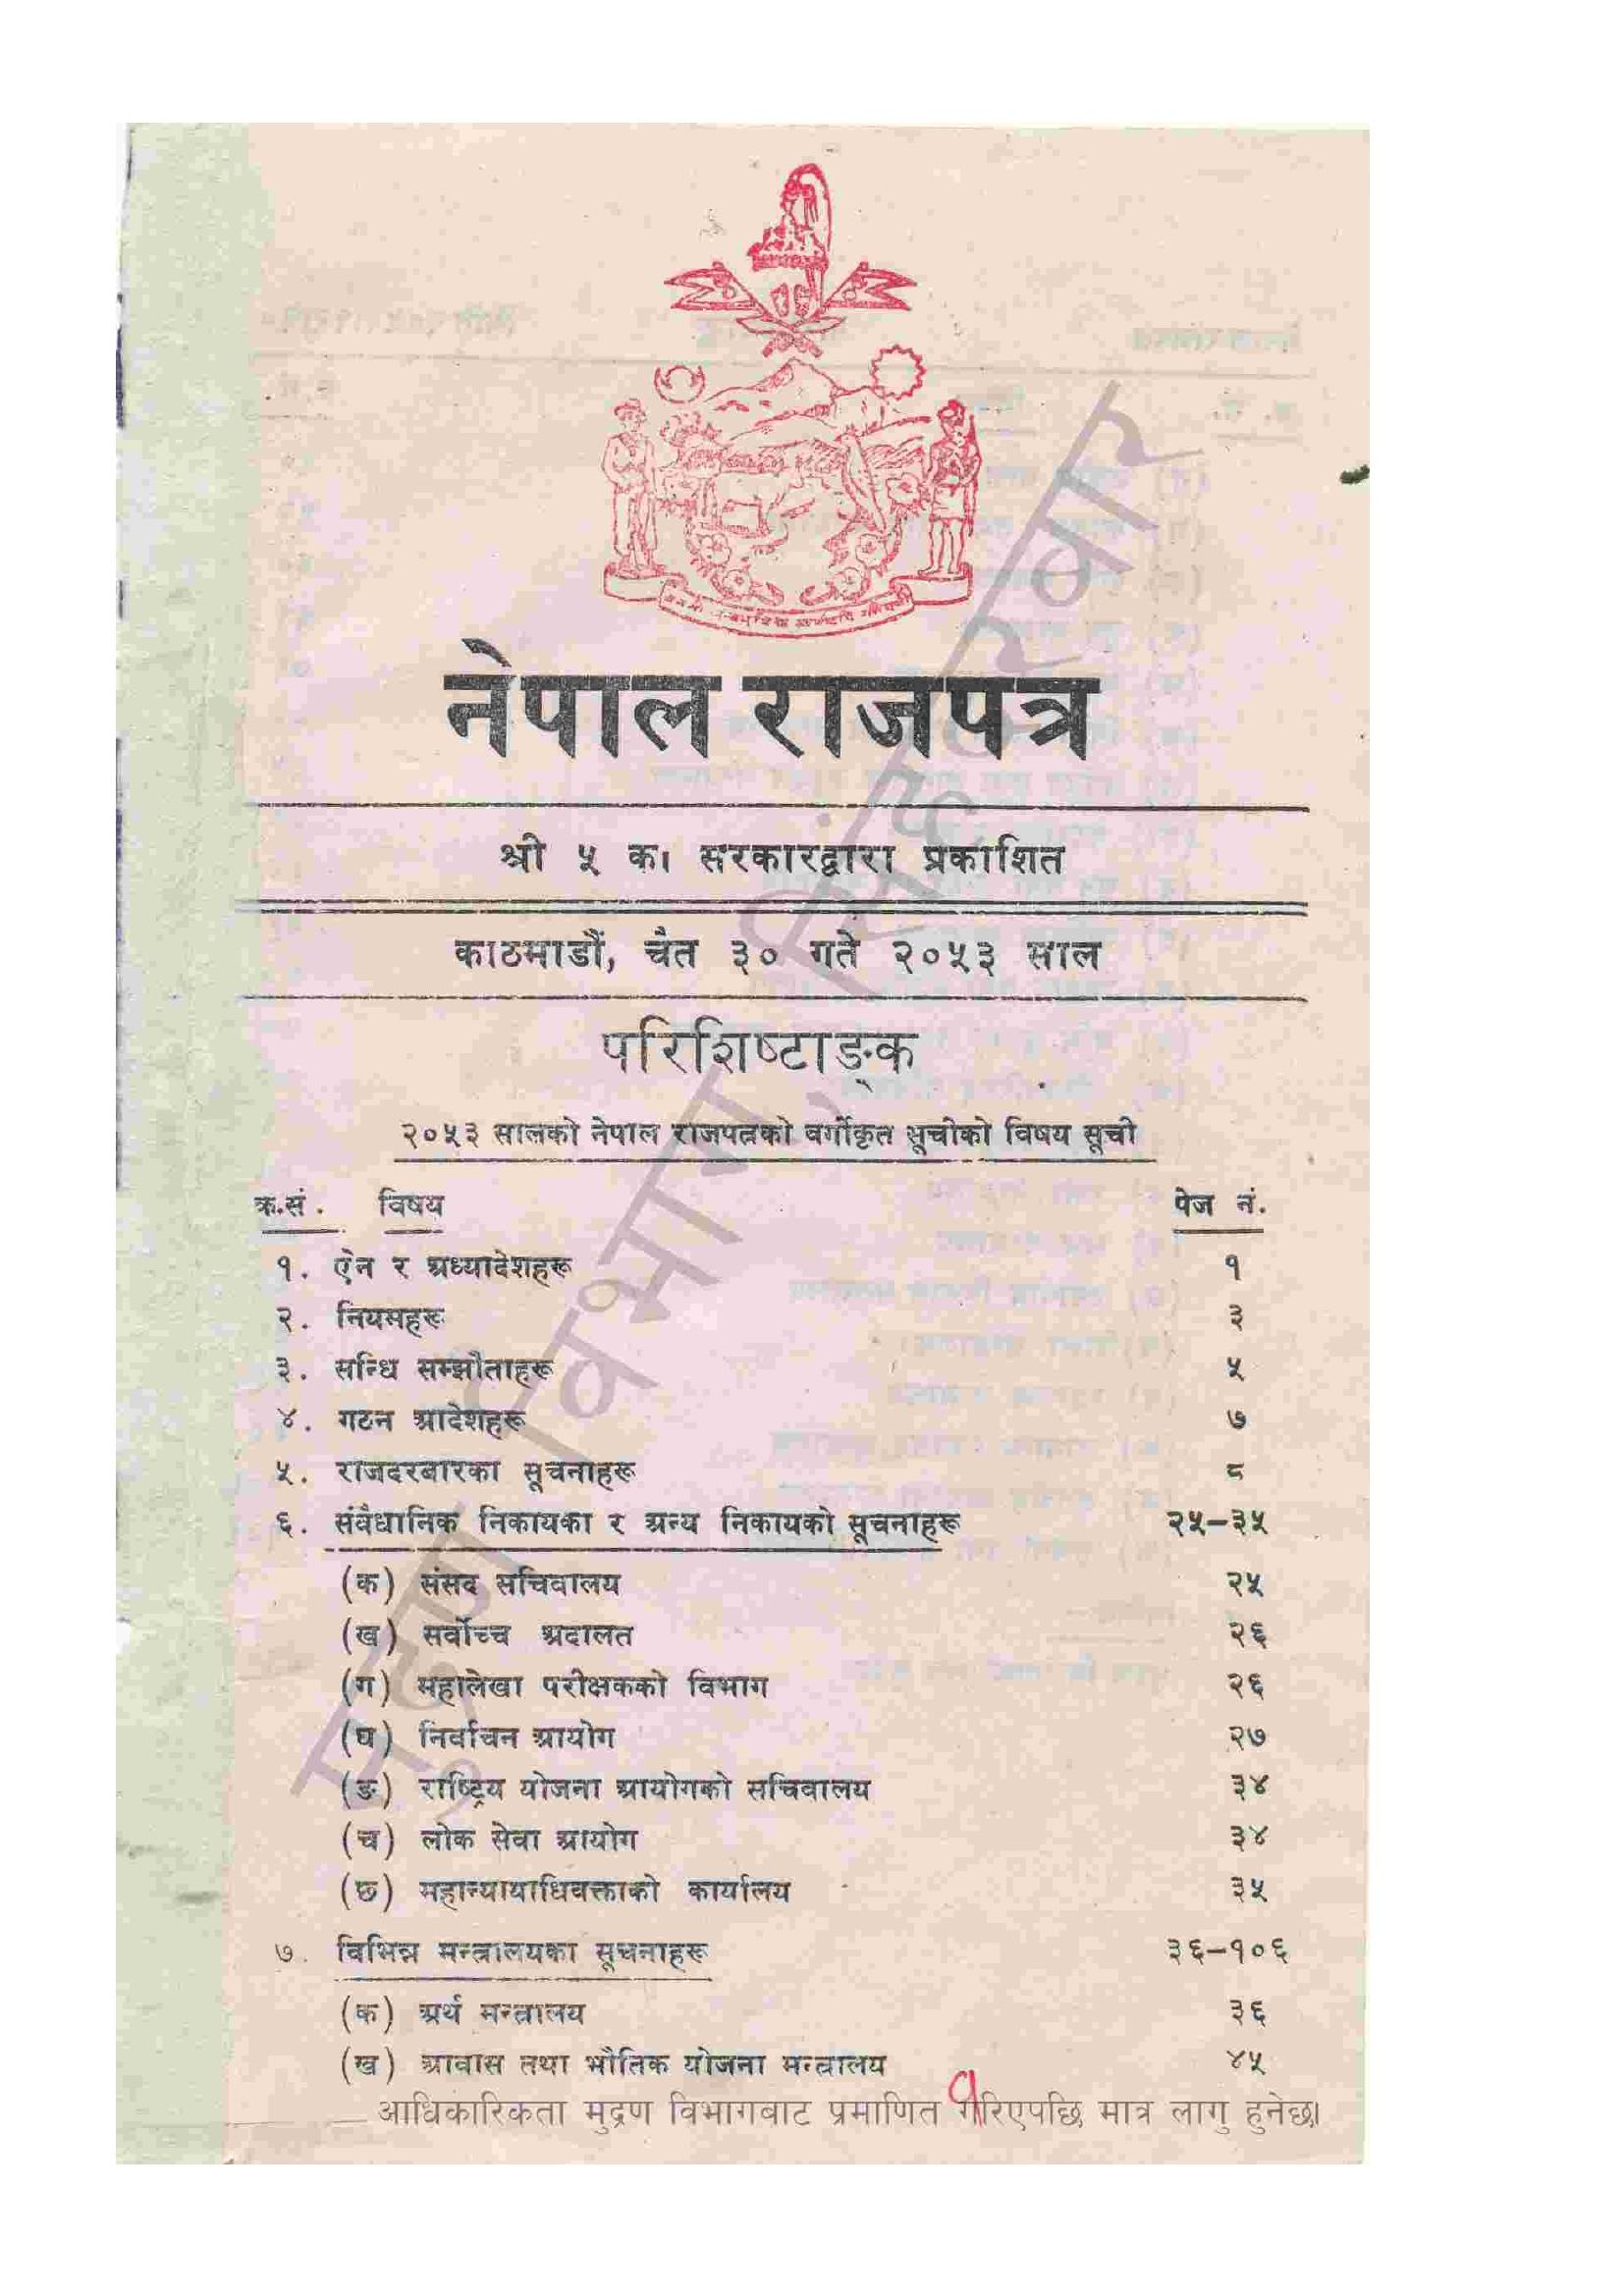 नेपाल राजपत्र
श्री ५ का सरकारद्वारा प्रकाशित
काठमाडौं, चैत ३० गते २०५३ साल
परिशिष्टाङ्क
२०५३ सालको नेपाल राजपत्रको वर्गीकृत सूचीको विषय सूची
क्र.सं. विषय पेज नं.
१. ऐन र अध्यादेशहरू १
२. नियमहरू ३
३. सन्धि सम्झौताहरू ५
४. गठन आदेशहरू ७
५. राजदरबारका सूचनाहरू ८
६. संवैधानिक निकायका र अन्य निकायको सूचनाहरू २५–३५
(क) संसद सचिवालय २५
(ख) सर्वोच्च अदालत २६
(ग) महालेखा परीक्षकको विभाग २६
(घ) निर्वाचन आयोग २७
(ङ) राष्ट्रिय योजना आयोगको सचिवालय ३४
(च) लोक सेवा आयोग ३४
(छ) महान्यायाधिवक्ताको कार्यालय ३५
७. विभिन्न मन्त्रालयका सूचनाहरू ३६–१०६
(क) अर्थ मन्त्रालय ३६
(ख) आवास तथा भौतिक योजना मन्त्रालय ४५
१
आधिकारिकता मुद्रण विभागबाट प्रमाणित गरिएपछि मात्र लागु हुनेछ।
मुद्रण विभाग, सिंहदरबार